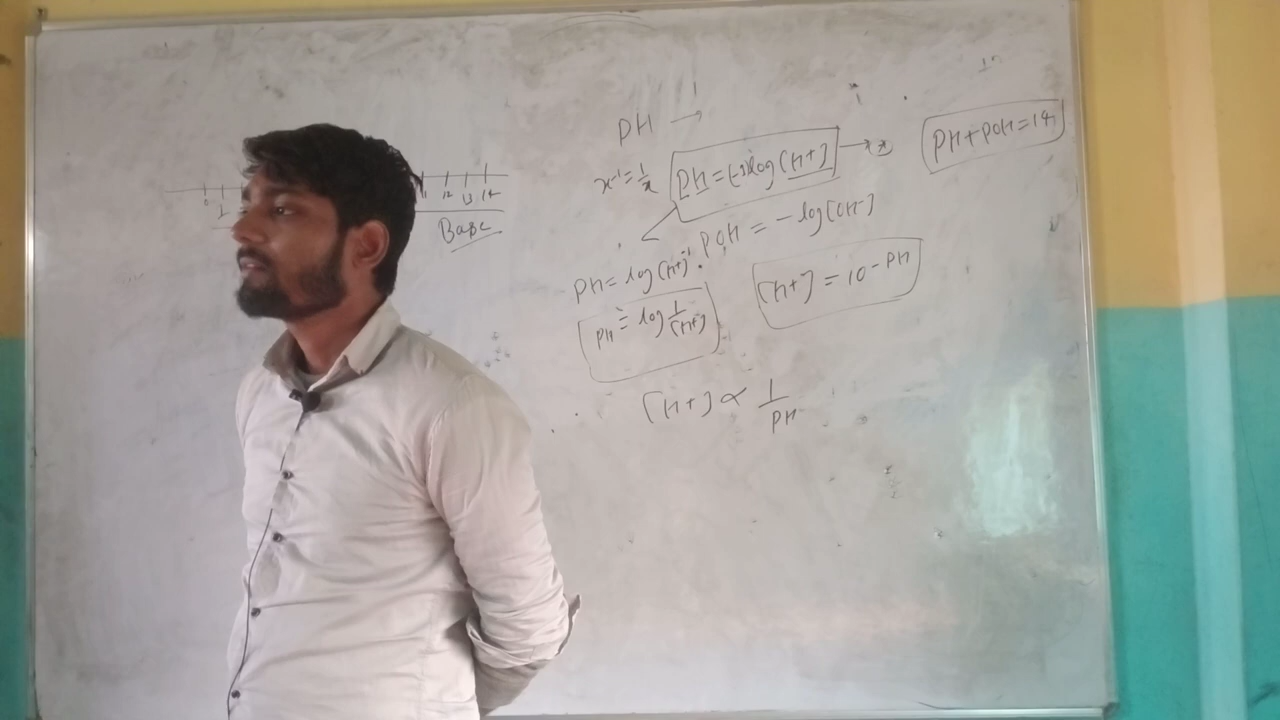 PH →
x⁻¹ = 1/x
PH = (-)log[H+] →
PH + POH = 14
11 12 13 14
Base
POH = - log[OH-]
PH = log[H+]⁻¹
[H+] = 10^-PH
PH = log 1/[H+]
[H+] ∝ 1/PH